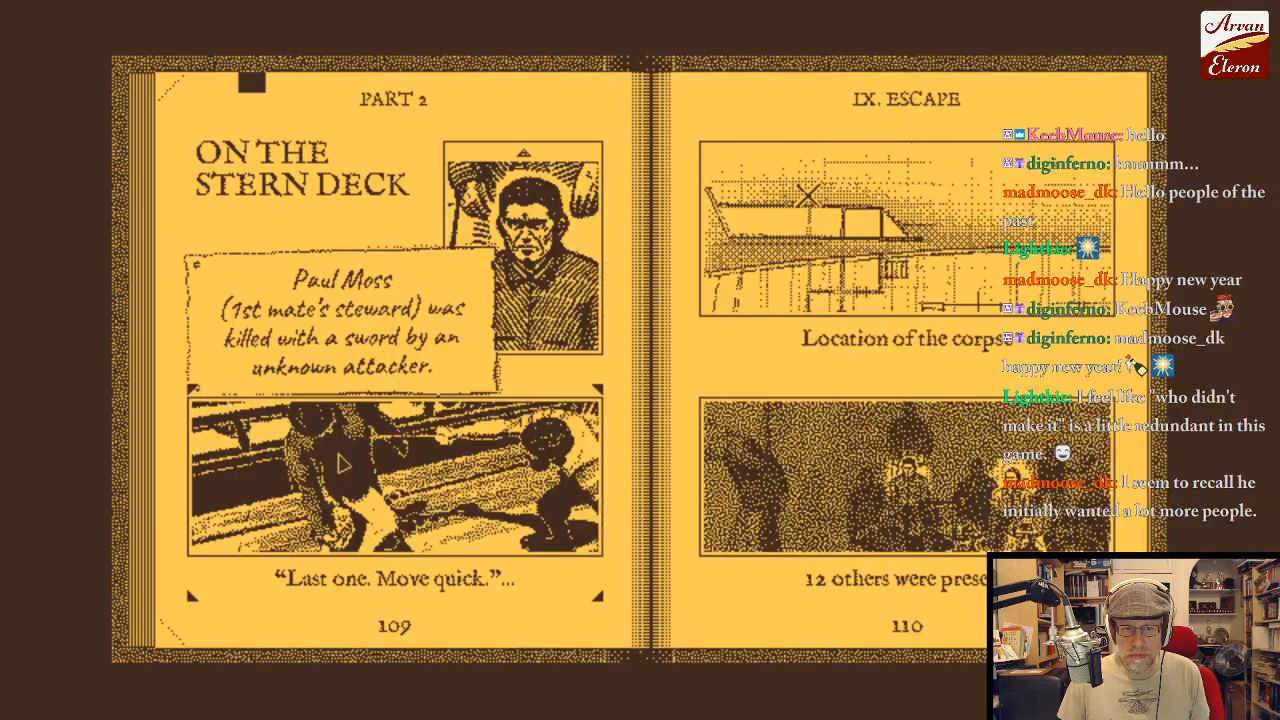 Arvan
Eleron
PART 2
ON THE
STERN DECK
Paul Moss
(1st mate's steward) was
killed with a sword by an
unknown attacker.
"Last one. Move quick."...
109
IX. ESCAPE
Location of the corps
12 others were prese
110
KeebMouse: hello
diginferno: hmmmm...
madmoose_dk: Hello people of the
past
Lightkie:
madmoose_dk: Happy new year
diginferno: KeebMouse
diginferno: madmoose_dk
happy new year!
Lightkie: I feel like "who didn't
make it" is a little redundant in this
game.
madmoose_dk: I seem to recall he
initially wanted a lot more people.